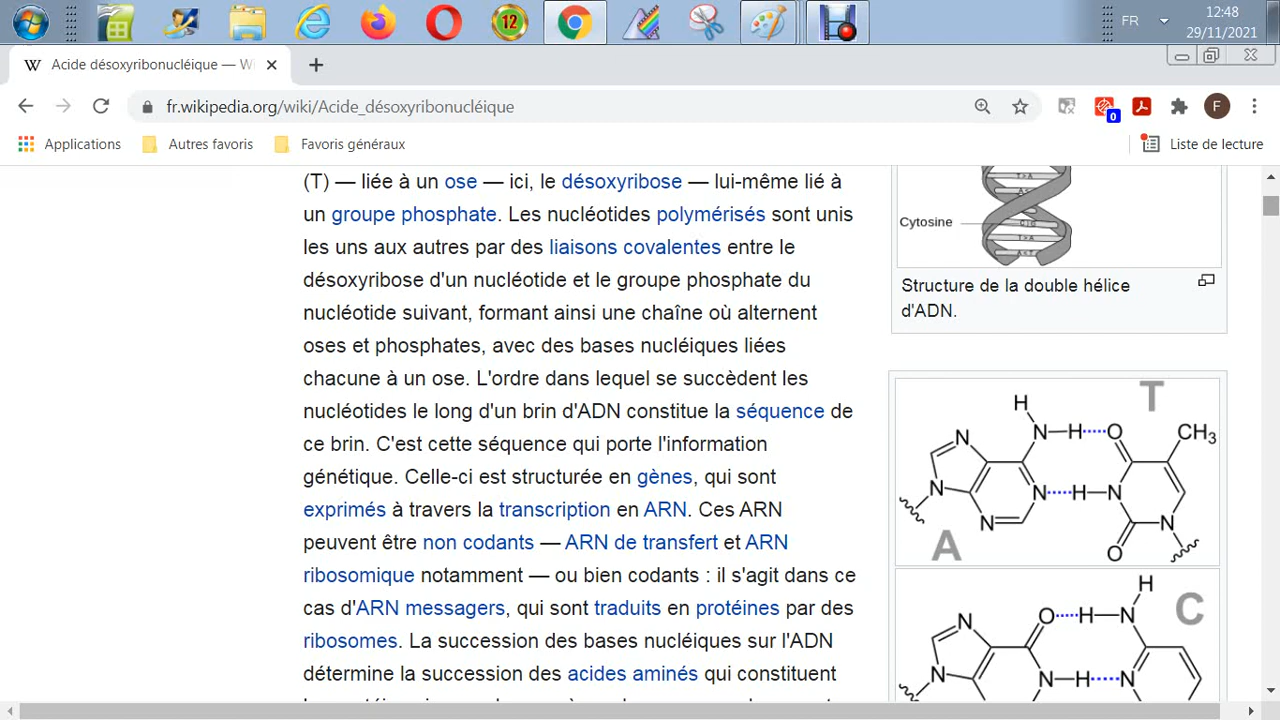 12
FR
12:48
29/11/2021
W Acide désoxyribonucléique — Wi
fr.wikipedia.org/wiki/Acide_désoxyribonucléique
0
F
Applications
Autres favoris
Favoris généraux
Liste de lecture
(T) — liée à un ose — ici, le désoxyribose — lui-même lié à
un groupe phosphate. Les nucléotides polymérisés sont unis
les uns aux autres par des liaisons covalentes entre le
désoxyribose d'un nucléotide et le groupe phosphate du
nucléotide suivant, formant ainsi une chaîne où alternent
oses et phosphates, avec des bases nucléiques liées
chacune à un ose. L'ordre dans lequel se succèdent les
nucléotides le long d'un brin d'ADN constitue la séquence de
ce brin. C'est cette séquence qui porte l'information
génétique. Celle-ci est structurée en gènes, qui sont
exprimés à travers la transcription en ARN. Ces ARN
peuvent être non codants — ARN de transfert et ARN
ribosomique notamment — ou bien codants : il s'agit dans ce
cas d'ARN messagers, qui sont traduits en protéines par des
ribosomes. La succession des bases nucléiques sur l'ADN
détermine la succession des acides aminés qui constituent
Cytosine
Structure de la double hélice
d'ADN.
T
H
N H O CH3
N
N
N H N
N N
O
A
H
C
O H N
N
N
N H N